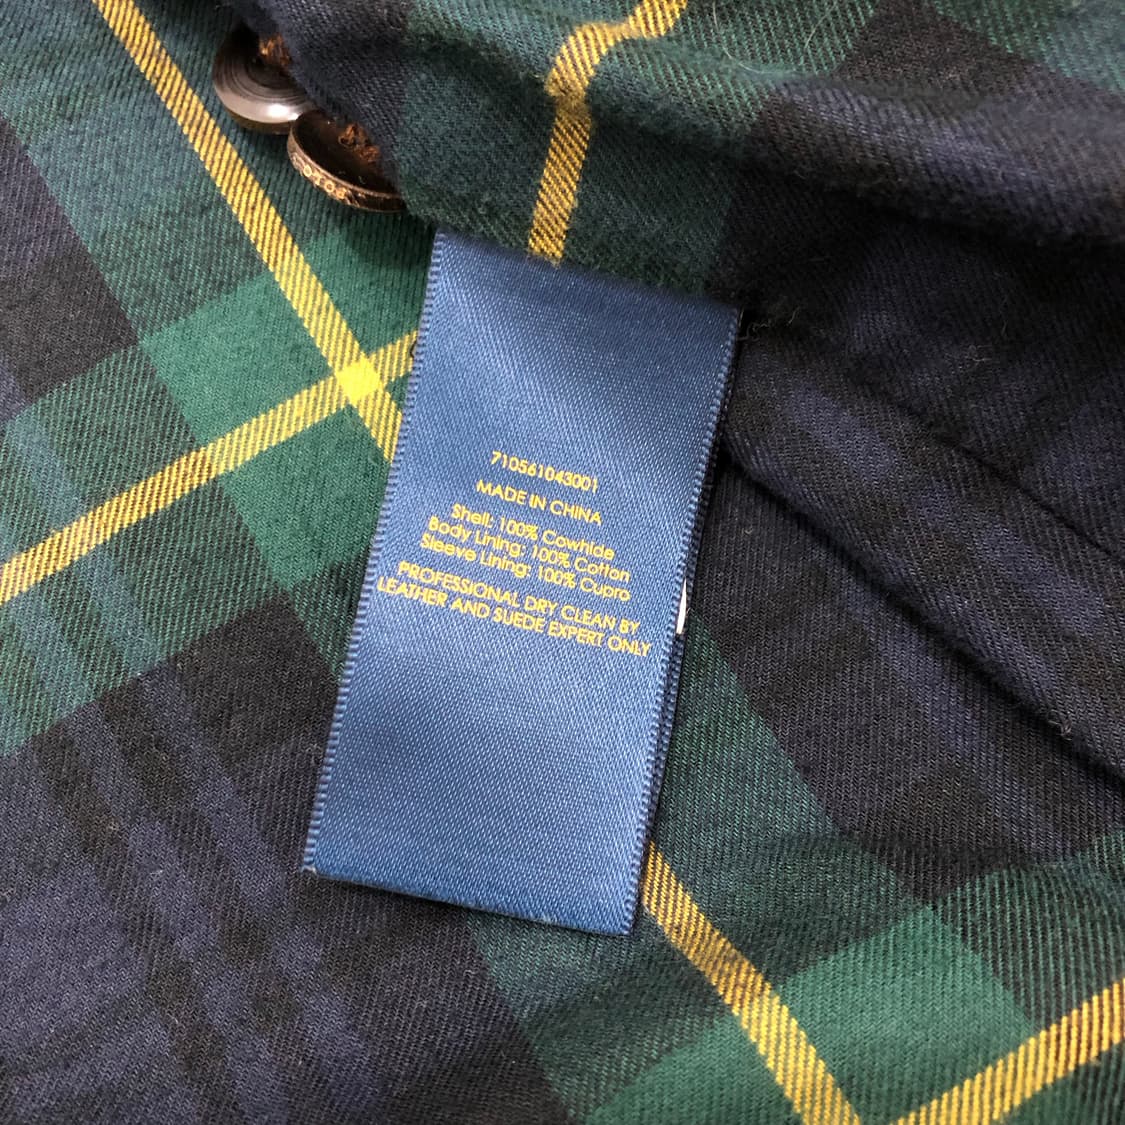 710561043001
MADE IN CHINA
Shell: 100% Cowhide
Body Lining: 100% Cotton
Sleeve Lining: 100% Cupro
PROFESSIONAL DRY CLEAN BY
LEATHER AND SUEDE EXPERT ONLY